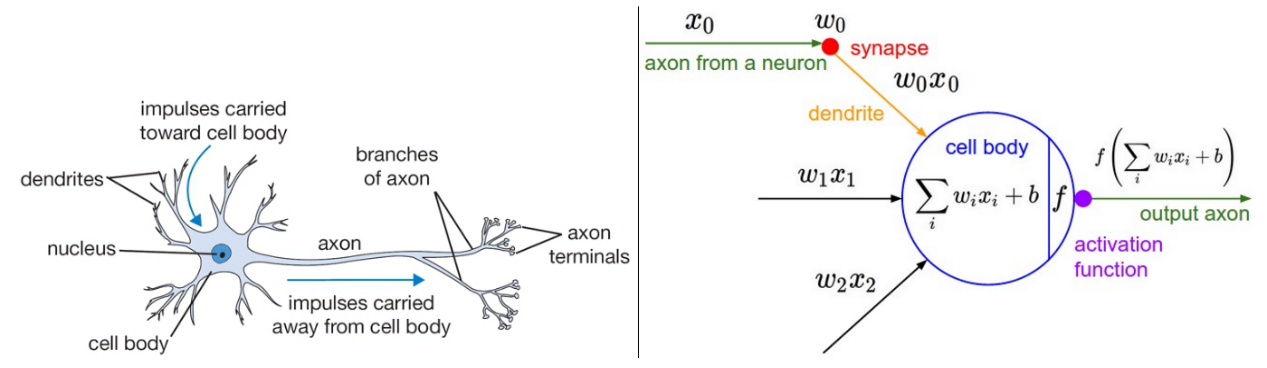 impulses carried
toward cell body
dendrites
nucleus
cell body
axon
impulses carried
away from cell body
branches
of axon
axon
terminals
x₀
w₀
synapse
axon from a neuron
w₀x₀
dendrite
cell body
w₁x₁
∑ᵢ wᵢxᵢ + b
f
f(∑ᵢ wᵢxᵢ + b)
output axon
activation
function
w₂x₂